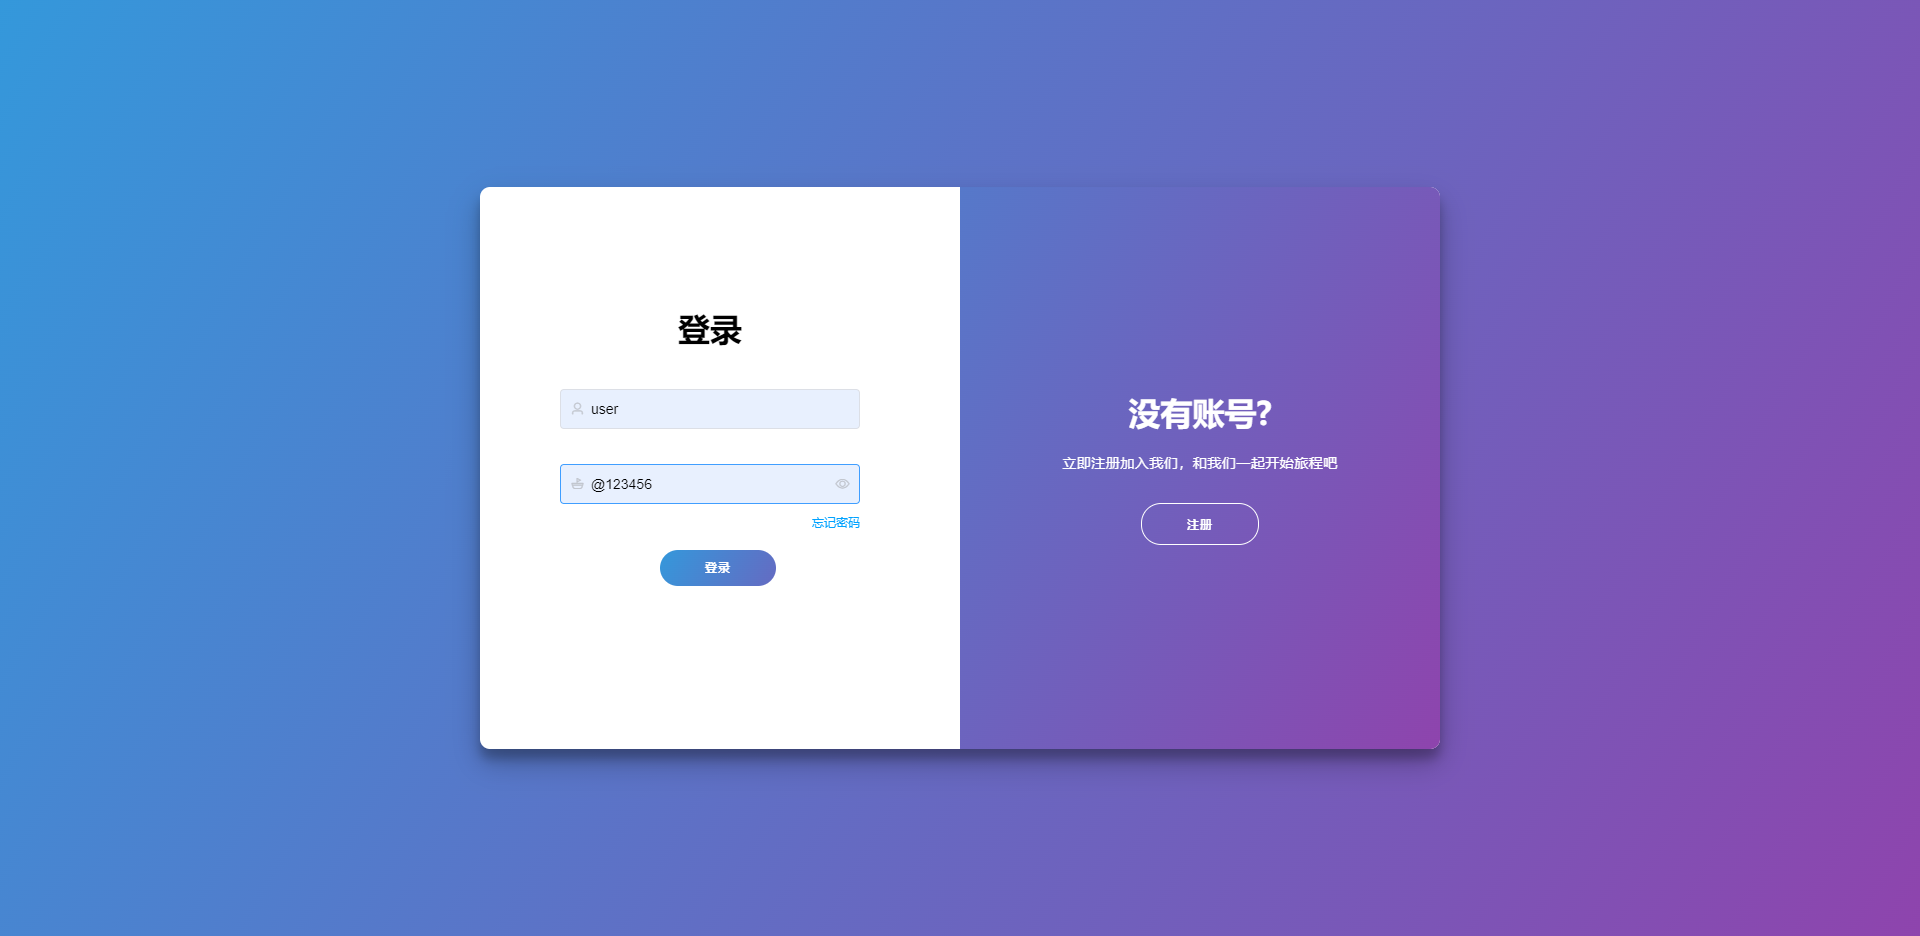 登录
user
@123456
忘记密码
登录
没有账号?
立即注册加入我们，和我们一起开始旅程吧
注册